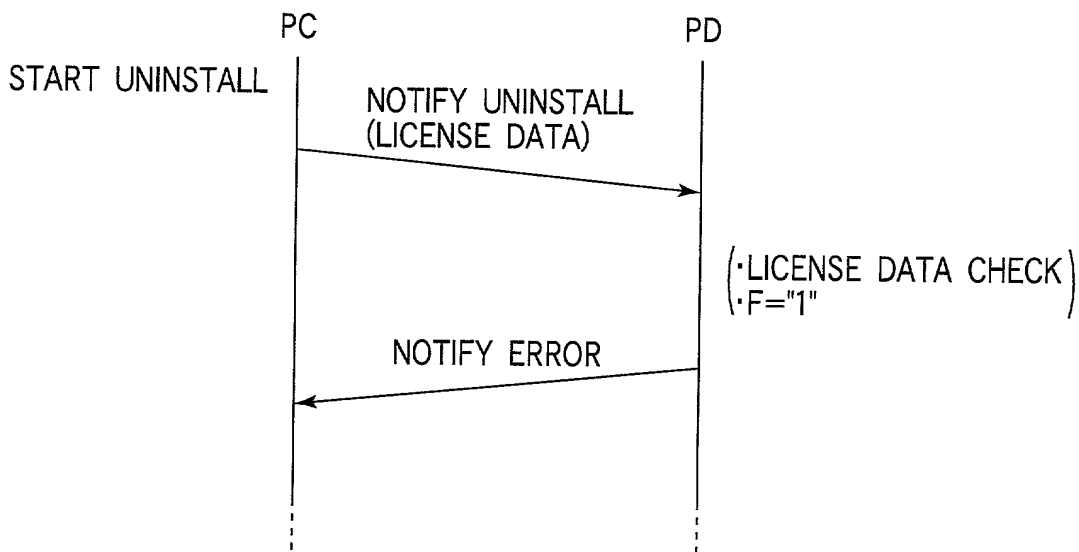 PC
PD
START UNINSTALL
NOTIFY UNINSTALL
(LICENSE DATA)
(·LICENSE DATA CHECK
·F="1")
NOTIFY ERROR